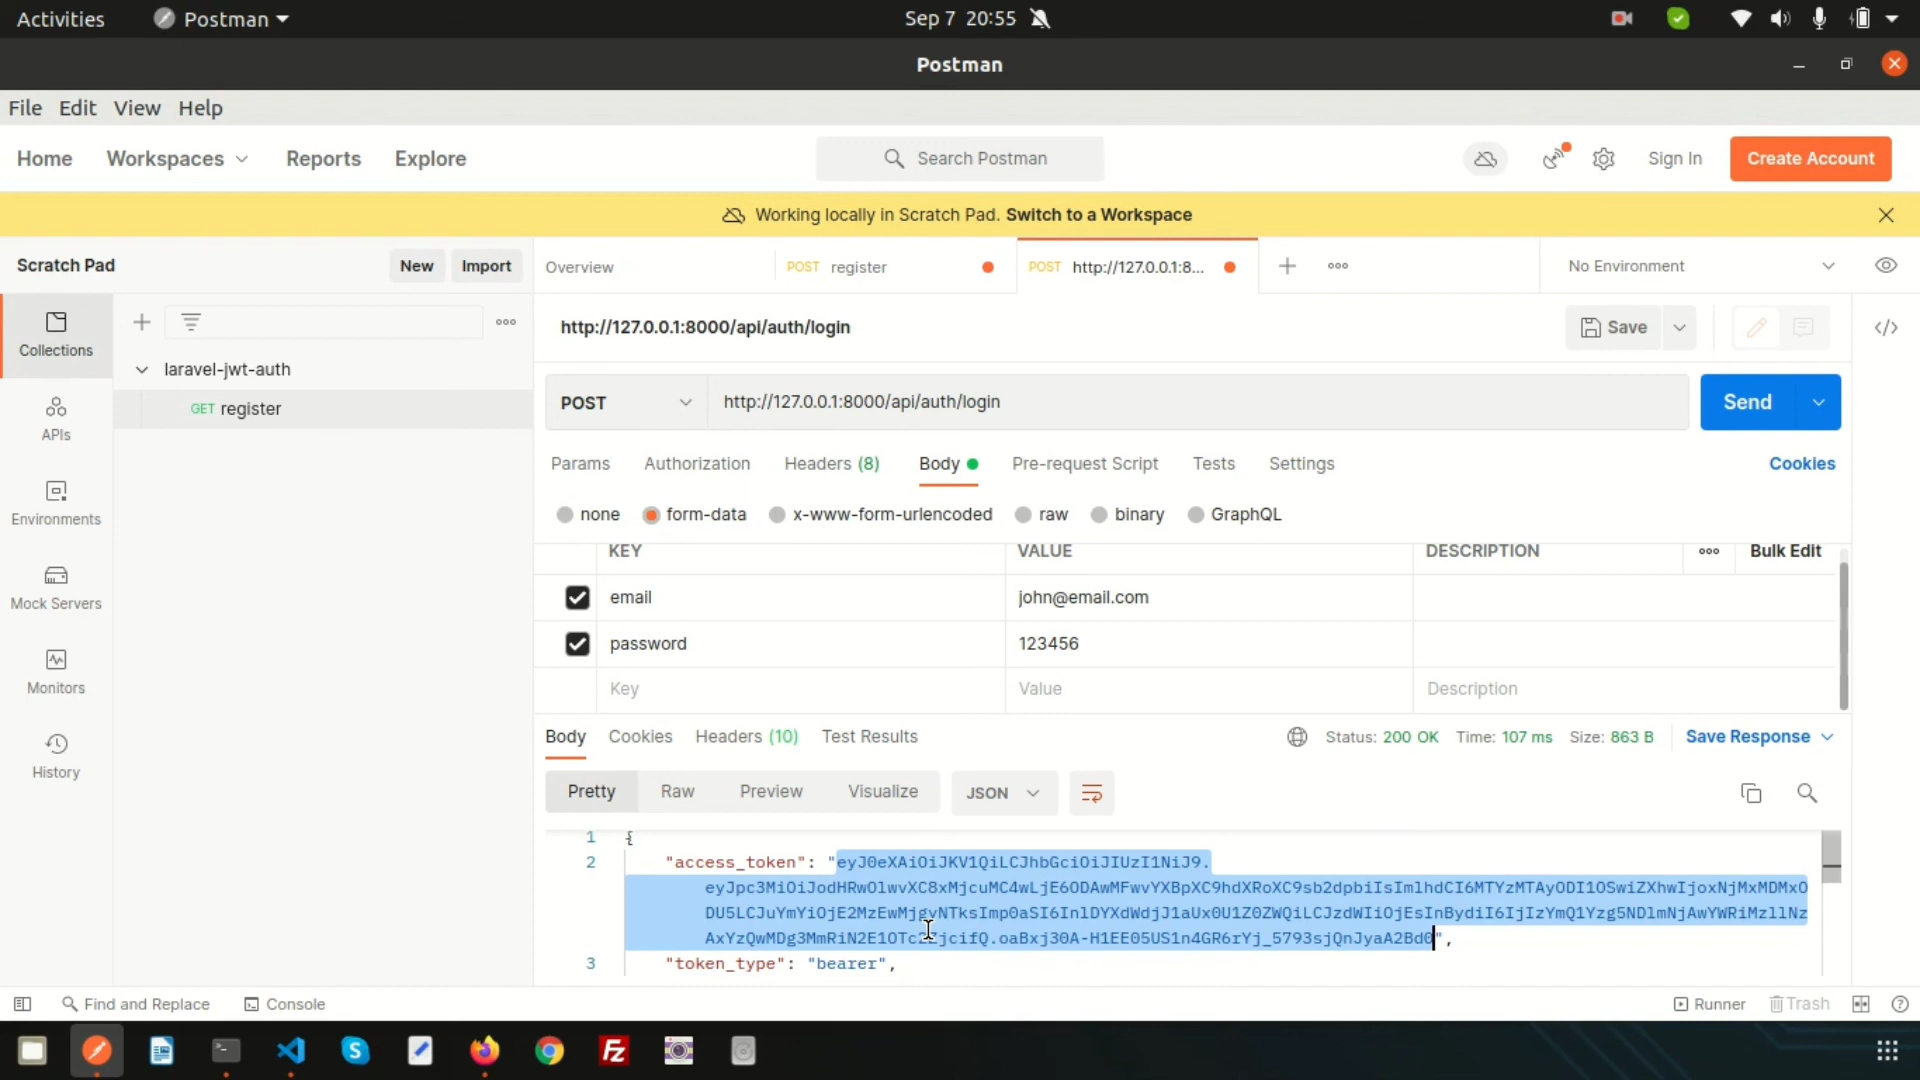 Activities
Postman
Sep 7 20:55
Postman
File Edit View Help
Home Workspaces Reports Explore
Search Postman
Sign In
Create Account
Working locally in Scratch Pad. Switch to a Workspace
Scratch Pad
New
Import
Overview
POST register
POST http://127.0.0.1:8...
No Environment
Collections
laravel-jwt-auth
GET register
APIs
Environments
Mock Servers
Monitors
History
http://127.0.0.1:8000/api/auth/login
Save
POST
http://127.0.0.1:8000/api/auth/login
Send
Params Authorization Headers (8) Body Pre-request Script Tests Settings
Cookies
none form-data x-www-form-urlencoded raw binary GraphQL
KEY VALUE DESCRIPTION Bulk Edit
email john@email.com
password 123456
Key Value Description
Body Cookies Headers (10) Test Results
Status: 200 OK Time: 107 ms Size: 863 B Save Response
Pretty Raw Preview Visualize JSON
1 {
2 "access_token": "eyJ0eXAiOiJKV1QiLCJhbGciOiJIUzI1NiJ9.
eyJpc3MiOiJodHRwOlwvXC8xMjcuMC4wLjE6ODAwMFwvYXBpXC9hdXRoXC9sb2dpbiIsImlhdCI6MTYzMTAyODI1OSwiZXhwIjoxNjMxMDMxO
3 "token_type": "bearer",
Find and Replace
Console
Runner
Trash